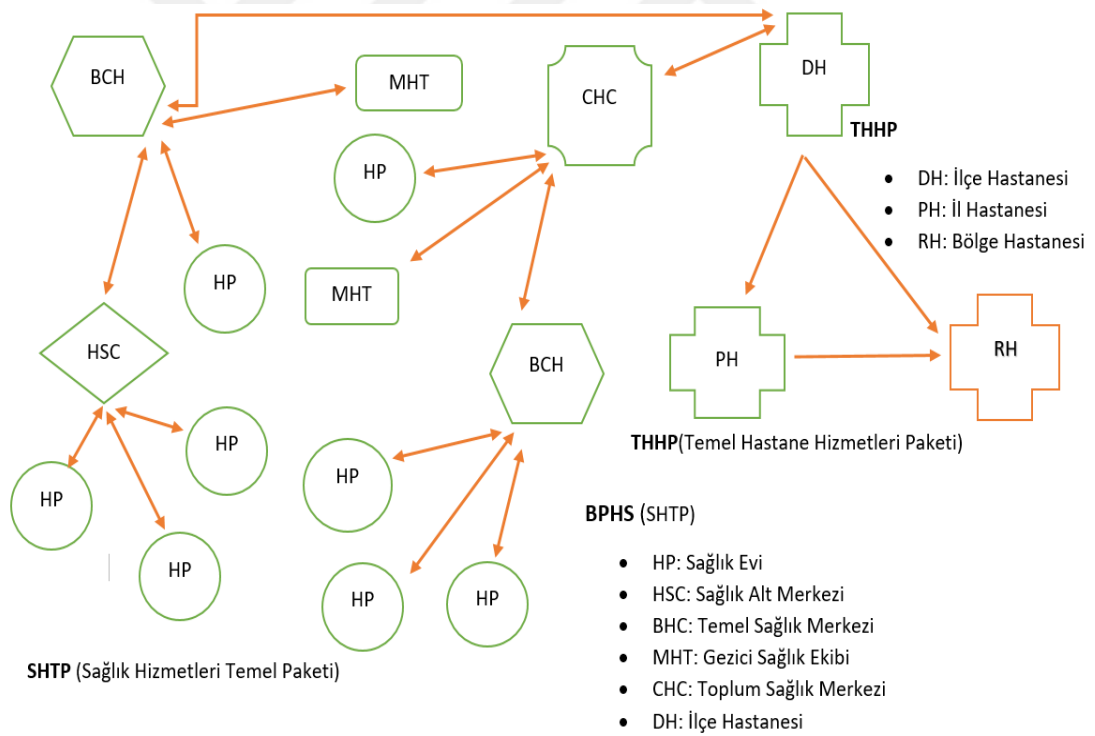 DH
BCH
MHT
CHC
THHP
HP
• DH: İlçe Hastanesi
• PH: İl Hastanesi
• RH: Bölge Hastanesi
HP
MHT
HSC
BCH
PH
RH
HP
THHP(Temel Hastane Hizmetleri Paketi)
HP
HP
BPHS (SHTP)
HP
HP
HP
• HP: Sağlık Evi
• HSC: Sağlık Alt Merkezi
• BHC: Temel Sağlık Merkezi
• MHT: Gezici Sağlık Ekibi
• CHC: Toplum Sağlık Merkezi
• DH: İlçe Hastanesi
SHTP (Sağlık Hizmetleri Temel Paketi)